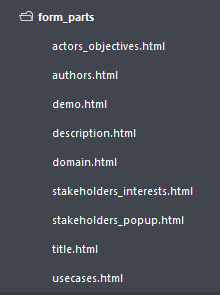 form_parts
actors_objectives.html
authors.html
demo.html
description.html
domain.html
stakeholders_interests.html
stakeholders_popup.html
title.html
usecases.html